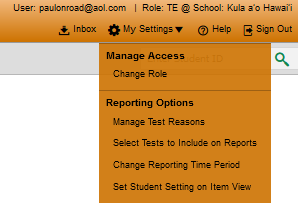 User: paulonroad@aol.com | Role: TE @ School: Kula aʻo Hawaiʻi
Inbox My Settings ▼ Help Sign Out
Manage Access
Change Role
Reporting Options
Manage Test Reasons
Select Tests to Include on Reports
Change Reporting Time Period
Set Student Setting on Item View